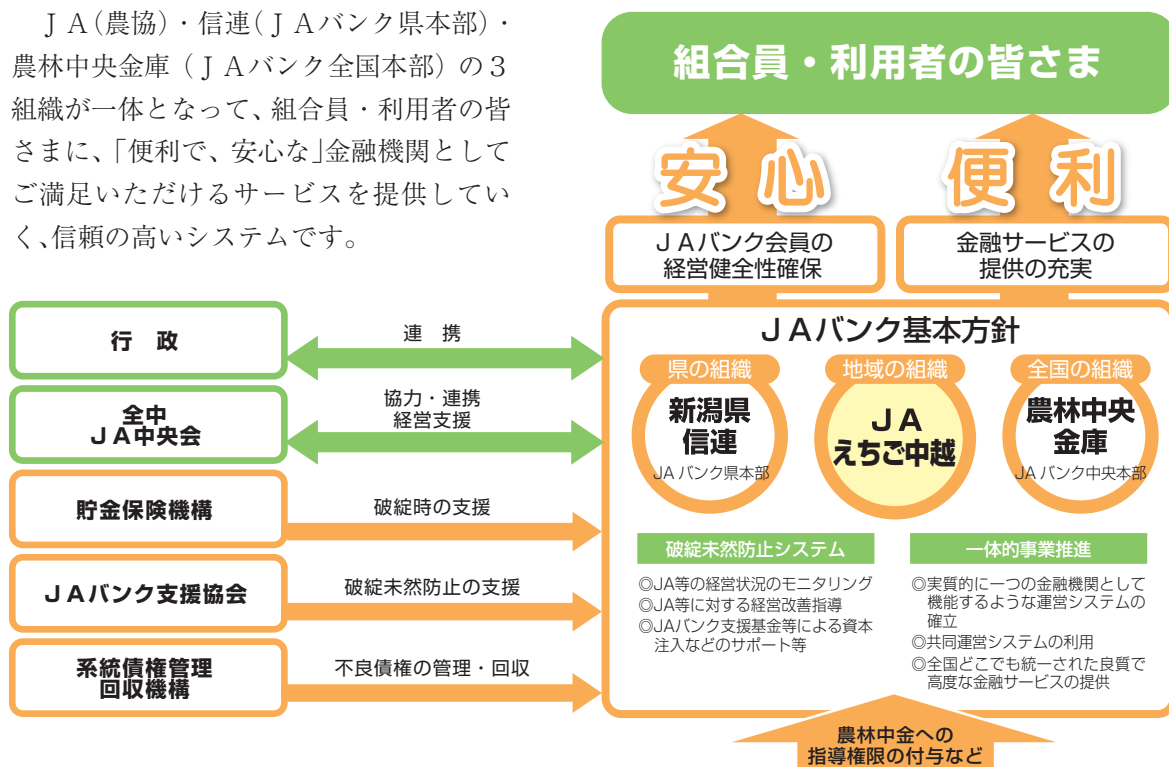 ＪＡ（農協）・信連（ＪＡバンク県本部）・
農林中央金庫（ＪＡバンク全国本部）の３
組織が一体となって、組合員・利用者の皆
さまに、「便利で、安心な」金融機関として
ご満足いただけるサービスを提供してい
く、信頼の高いシステムです。
組合員・利用者の皆さま
安心
便利
ＪＡバンク会員の
経営健全性確保
金融サービスの
提供の充実
行　政
連　携
全中
ＪＡ中央会
協力・連携
経営支援
貯金保険機構
破綻時の支援
ＪＡバンク支援協会
破綻未然防止の支援
系統債権管理
回収機構
不良債権の管理・回収
ＪＡバンク基本方針
県の組織
新潟県
信連
JAバンク県本部
地域の組織
ＪＡ
えちご中越
全国の組織
農林中央
金庫
JAバンク中央本部
破綻未然防止システム
◎JA等の経営状況のモニタリング
◎JA等に対する経営改善指導
◎JAバンク支援基金等による資本
注入などのサポート等
一体的事業推進
◎実質的に一つの金融機関として
機能するような運営システムの
確立
◎共同運営システムの利用
◎全国どこでも統一された良質で
高度な金融サービスの提供
農林中金への
指導権限の付与など